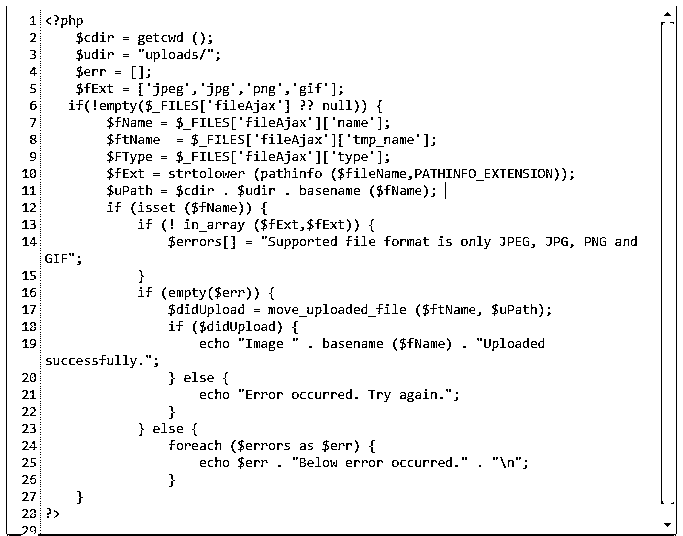 1 <?php
2 $cdir = getcwd ();
3 $udir = "uploads/";
4 $err = [];
5 $fExt = ['jpeg','jpg','png','gif'];
6 if(!empty($_FILES['fileAjax'] ?? null)) {
7 $fName = $_FILES['fileAjax']['name'];
8 $ftName  = $_FILES['fileAjax']['tmp_name'];
9 $FType = $_FILES['fileAjax']['type'];
10 $fExt = strtolower (pathinfo ($fileName,PATHINFO_EXTENSION));
11 $uPath = $cdir . $udir . basename ($fName);
12 if (isset ($fName)) {
13 if (! in_array ($fExt,$fExt)) {
14 $errors[] = "Supported file format is only JPEG, JPG, PNG and
GIF";
15 }
16 if (empty($err)) {
17 $didUpload = move_uploaded_file ($ftName, $uPath);
18 if ($didUpload) {
19 echo "Image " . basename ($fName) . "Uploaded
successfully.";
20 } else {
21 echo "Error occurred. Try again.";
22 }
23 } else {
24 foreach ($errors as $err) {
25 echo $err . "Below error occurred." . "\n";
26 }
27 }
28 ?>
29